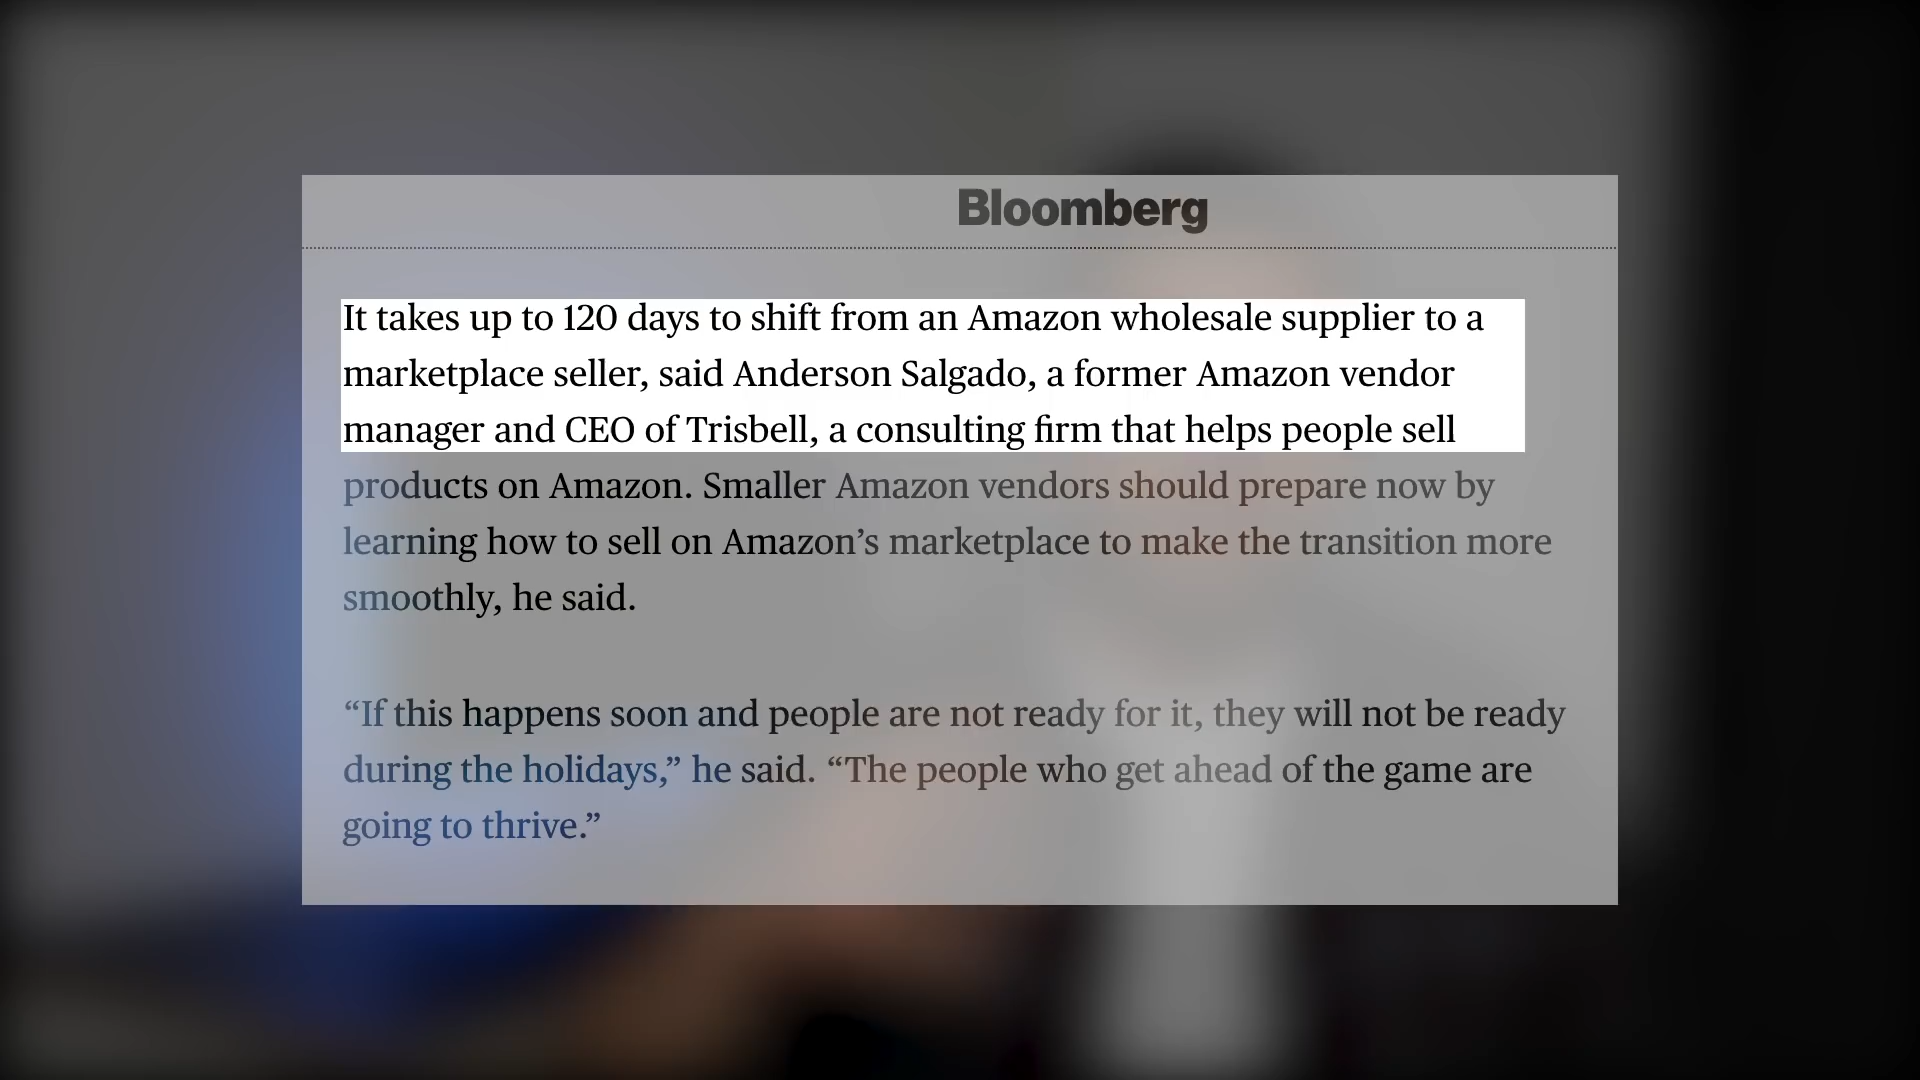 Bloomberg
It takes up to 120 days to shift from an Amazon wholesale supplier to a
marketplace seller, said Anderson Salgado, a former Amazon vendor
manager and CEO of Trisbell, a consulting firm that helps people sell
products on Amazon. Smaller Amazon vendors should prepare now by
learning how to sell on Amazon’s marketplace to make the transition more
smoothly, he said.
“If this happens soon and people are not ready for it, they will not be ready
during the holidays,” he said. “The people who get ahead of the game are
going to thrive.”